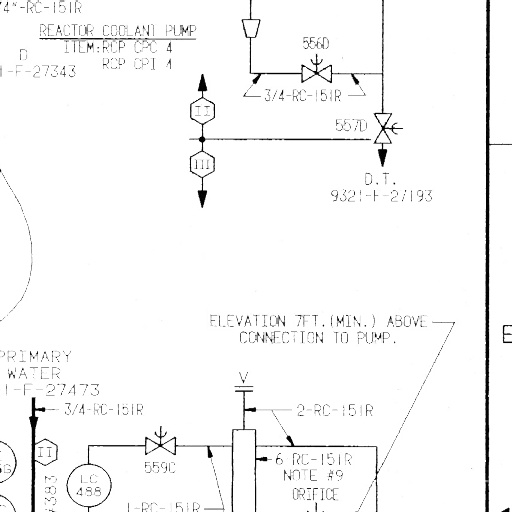 4"-RC-151R
REACTOR COOLANT PUMP
ITEM:RCP CPC 4
RCP CPI 4
D
1-F-27343
556D
3/4-RC-151R
II
557D
III
D.T.
9321-F-27193
ELEVATION 7FT.(MIN.) ABOVE
CONNECTION TO PUMP.
E
PRIMARY
WATER
1-F-27473
V
3/4-RC-151R
2-RC-151R
II
559C
6 RC-151R
NOTE #9
ORIFICE
LC
488
1-RC-151R